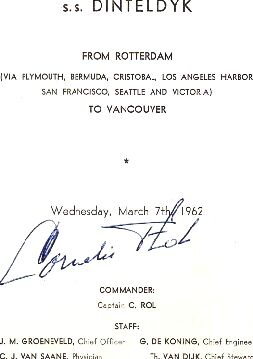 s.s. DINTELDYK
FROM ROTTERDAM
(VIA PLYMOUTH, BERMUDA, CRISTOBAL, LOS ANGELES HARBOR
SAN FRANCISCO, SEATTLE AND VICTORIA)
TO VANCOUVER
*
Wednesday, March 7th, 1962
Cornelis Rol
COMMANDER:
Captain C. ROL
STAFF:
J. M. GROENEVELD, Chief Officer G. DE KONING, Chief Enginee
C. J. VAN SAANE, Physician Th. VAN DIJK, Chief Steward